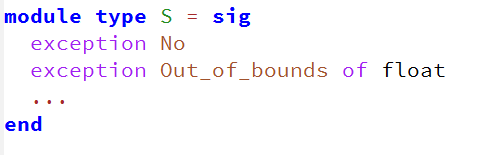 module type S = sig
  exception No
  exception Out_of_bounds of float
  ...
end